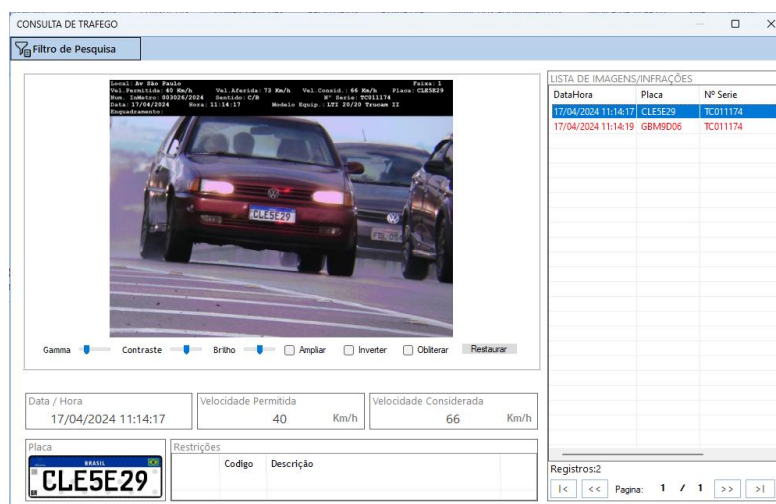 CONSULTA DE TRAFEGO
Filtro de Pesquisa
Local: Av São Paulo Faixa: 1
Vel.Permitida: 40 Km/h Vel.Aferida: 73 Km/h Vel.Consid.: 66 Km/h Placa: CLE5E29
Num. InMetro: 003026/2024 Sentido: C/B Nº Serie: TC011174
Data: 17/04/2024 Hora: 11:14:17 Modelo Equip.: LTI 20/20 Trucam II
Enquadramento:
CLE5E29
Gamma Contraste Brilho Ampliar Inverter Obliterar Restaurar
Data / Hora
17/04/2024 11:14:17
Velocidade Permitida
40 Km/h
Velocidade Considerada
66 Km/h
Placa
BRASIL
BR
CLE5E29
Restrições
Codigo Descrição
LISTA DE IMAGENS/INFRAÇÕES
DataHora Placa Nº Serie
17/04/2024 11:14:17 CLE5E29 TC011174
17/04/2024 11:14:19 GBM9D06 TC011174
Registros:2
|< << Pagina: 1 / 1 >> >|